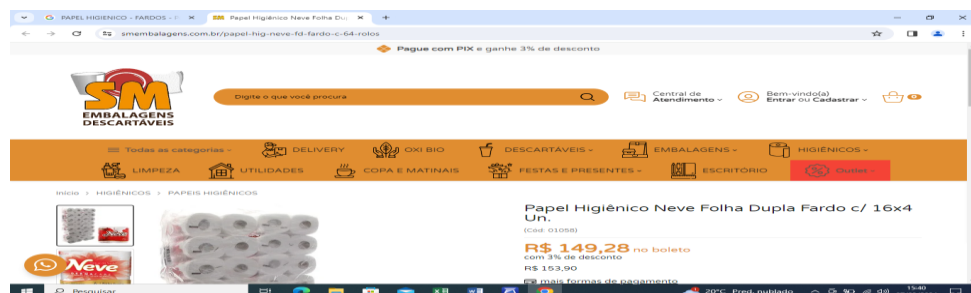 PAPEL HIGIENICO - FARDOS -
Papel Higiênico Neve Folha Du
smembalagens.com.br/papel-hig-neve-fd-fardo-c-64-rolos
Pague com PIX e ganhe 3% de desconto
SM
EMBALAGENS
DESCARTÁVEIS
Digite o que você procura
Central de
Atendimento
Bem-vindo(a)
Entrar ou Cadastrar
0
Todas as categorias
DELIVERY
OXI BIO
DESCARTÁVEIS
EMBALAGENS
HIGIÊNICOS
LIMPEZA
UTILIDADES
COPA E MATINAIS
FESTAS E PRESENTES
ESCRITÓRIO
Outlet
Início > HIGIÊNICOS > PAPEIS HIGIÊNICOS
Papel Higiênico Neve Folha Dupla Fardo c/ 16x4
Un.
(Cód: 01058)
R$ 149,28 no boleto
com 3% de desconto
R$ 153,90
mais formas de pagamento
Neve
Pesquisar
20°C Pred. nublado
15:40